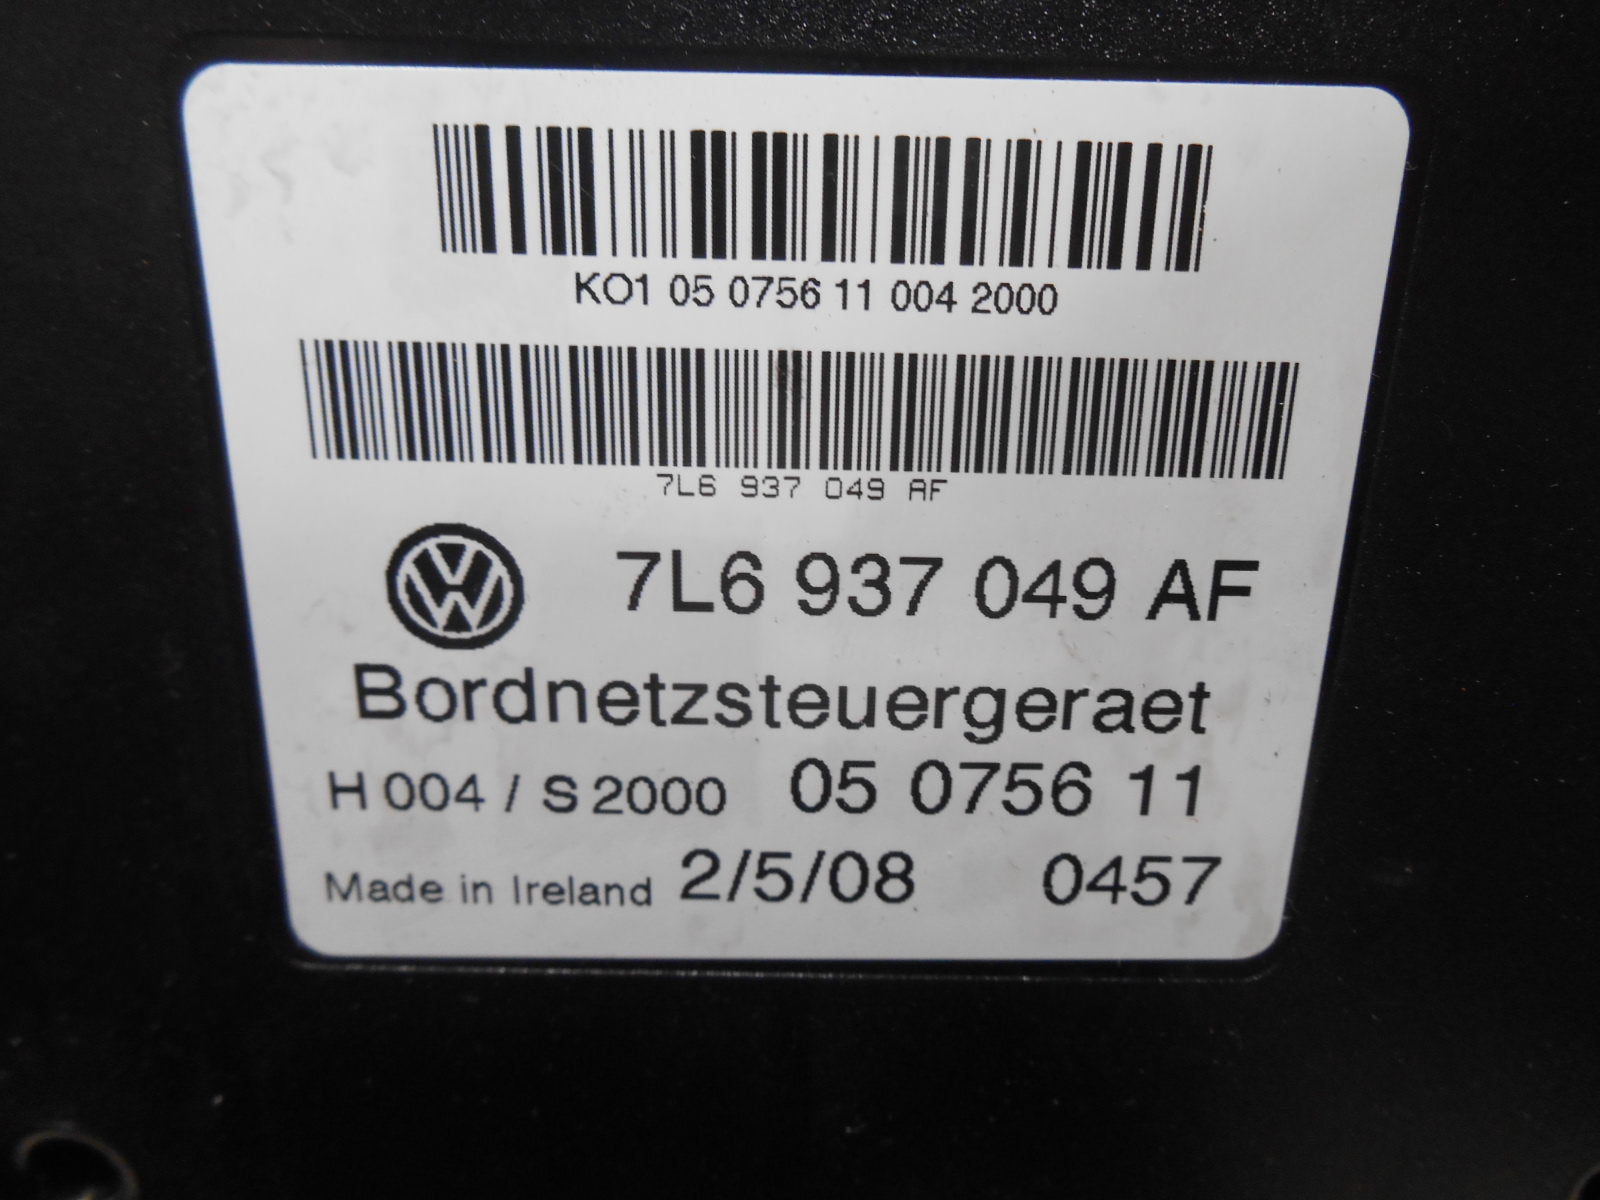 KO1 05 0756 11 004 2000
7L6 937 049 AF
7L6 937 049 AF
Bordnetzsteuergeraet
H 004 / S 2000 05 0756 11
Made in Ireland 2/5/08 0457